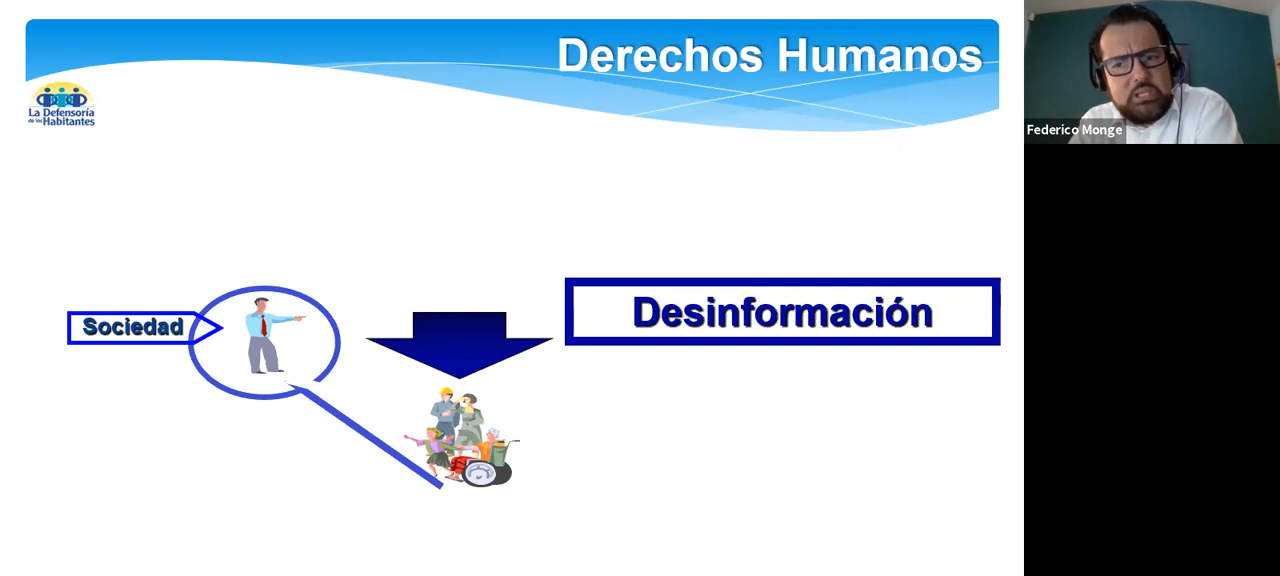 Derechos Humanos
La Defensoría
de los Habitantes
Federico Monge
Desinformación
Sociedad